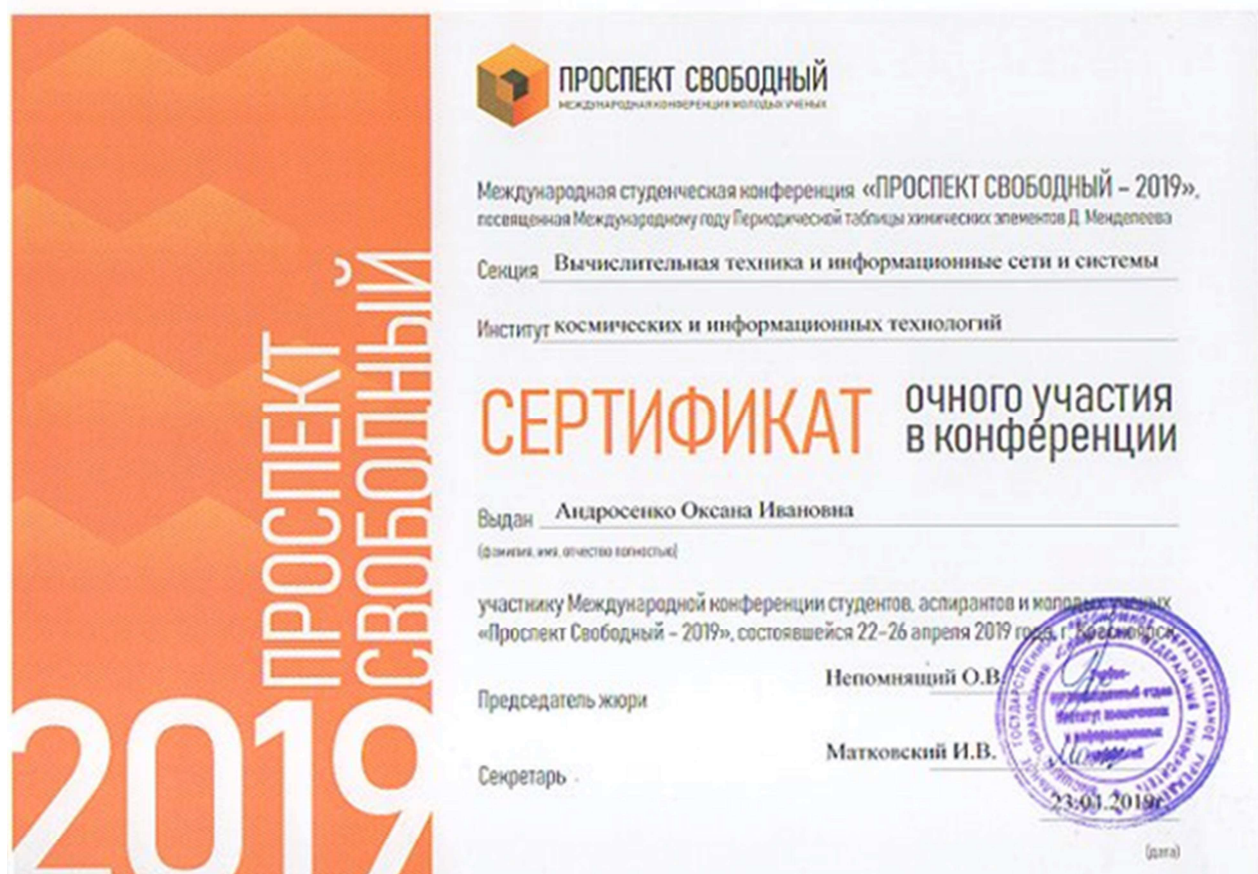 ПРОСПЕКТ
СВОБОДНЫЙ
2019
ПРОСПЕКТ СВОБОДНЫЙ
МЕЖДУНАРОДНАЯ КОНФЕРЕНЦИЯ МОЛОДЫХ УЧЕНЫХ
Международная студенческая конференция «ПРОСПЕКТ СВОБОДНЫЙ – 2019»,
посвященная Международному году Периодической таблицы химических элементов Д. Менделеева
Секция Вычислительная техника и информационные сети и системы
Институт космических и информационных технологий
СЕРТИФИКАТ очного участия
в конференции
Выдан Андросенко Оксана Ивановна
(фамилия, имя, отчество полностью)
участнику Международной конференции студентов, аспирантов и молодых ученых
«Проспект Свободный – 2019», состоявшейся 22–26 апреля 2019 года, г. Красноярск
Непомнящий О.В.
Председатель жюри
Матковский И.В.
Секретарь
23.04.2019г.
(дата)